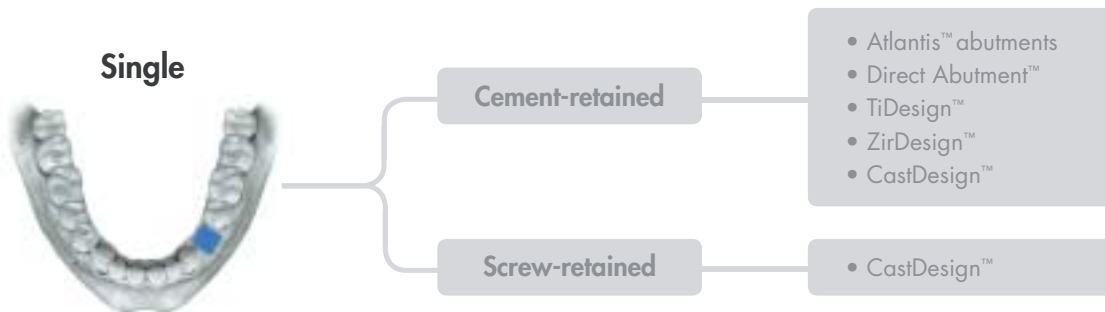 Single
Cement-retained
• Atlantis™ abutments
• Direct Abutment™
• TiDesign™
• ZirDesign™
• CastDesign™
Screw-retained
• CastDesign™